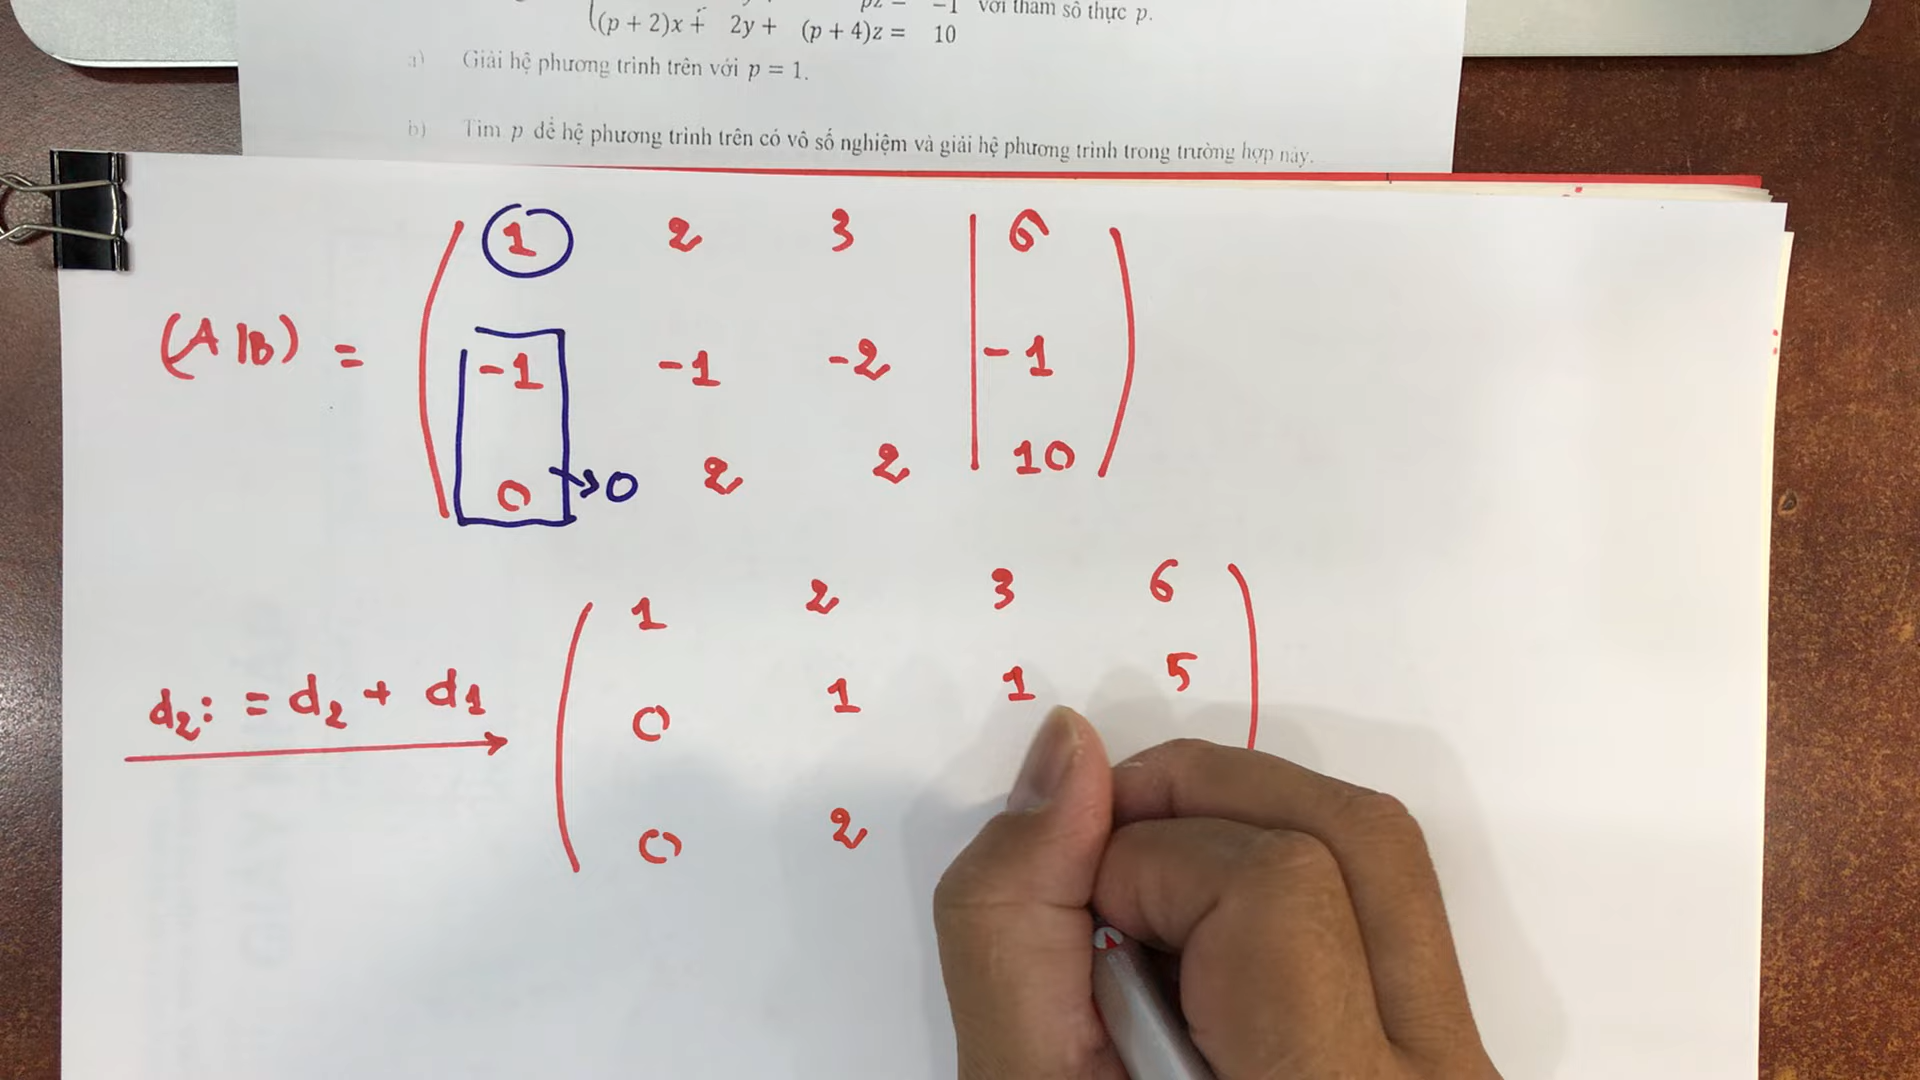 = -1 với tham số thực p.
(p + 2)x + 2y + (p + 4)z = 10
a) Giải hệ phương trình trên với p = 1.
b) Tìm p để hệ phương trình trên có vô số nghiệm và giải hệ phương trình trong trường hợp này.
1 2 3 | 6
(A|B) = -1 -1 -2 | -1
0 → 0 2 2 | 10
1 2 3 6
d₂ := d₂ + d₁ 0 1 1 5
0 2